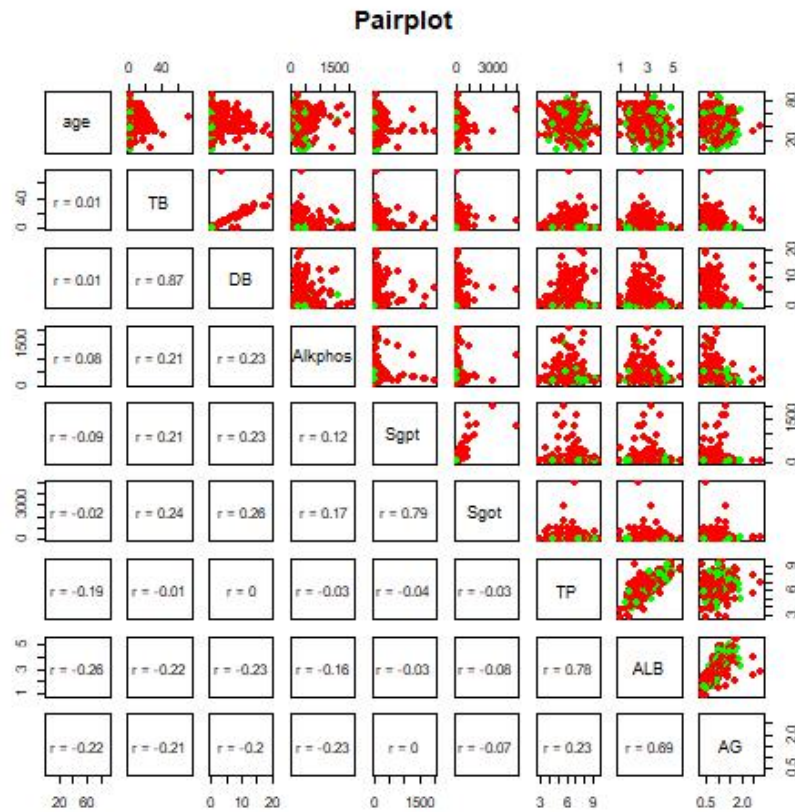 Pairplot
0 40 0 1500 0 3000 1 3 5
age 20 80
0 40 r = 0.01 TB
r = 0.01 r = 0.87 DB 0 10 20
0 1500 r = 0.08 r = 0.21 r = 0.23 Alkphos
r = -0.09 r = 0.21 r = 0.23 r = 0.12 Sgpt 0 1500
0 3000 r = -0.02 r = 0.24 r = 0.26 r = 0.17 r = 0.79 Sgot
r = -0.19 r = -0.01 r = 0 r = -0.03 r = -0.04 r = -0.03 TP 3 6 9
1 3 5 r = -0.26 r = -0.22 r = -0.23 r = -0.16 r = -0.03 r = -0.08 r = 0.78 ALB
r = -0.22 r = -0.21 r = -0.2 r = -0.23 r = 0 r = -0.07 r = 0.23 r = 0.69 AG 0.5 2.0
20 60 0 10 20 0 1500 3 6 9 0.5 2.0